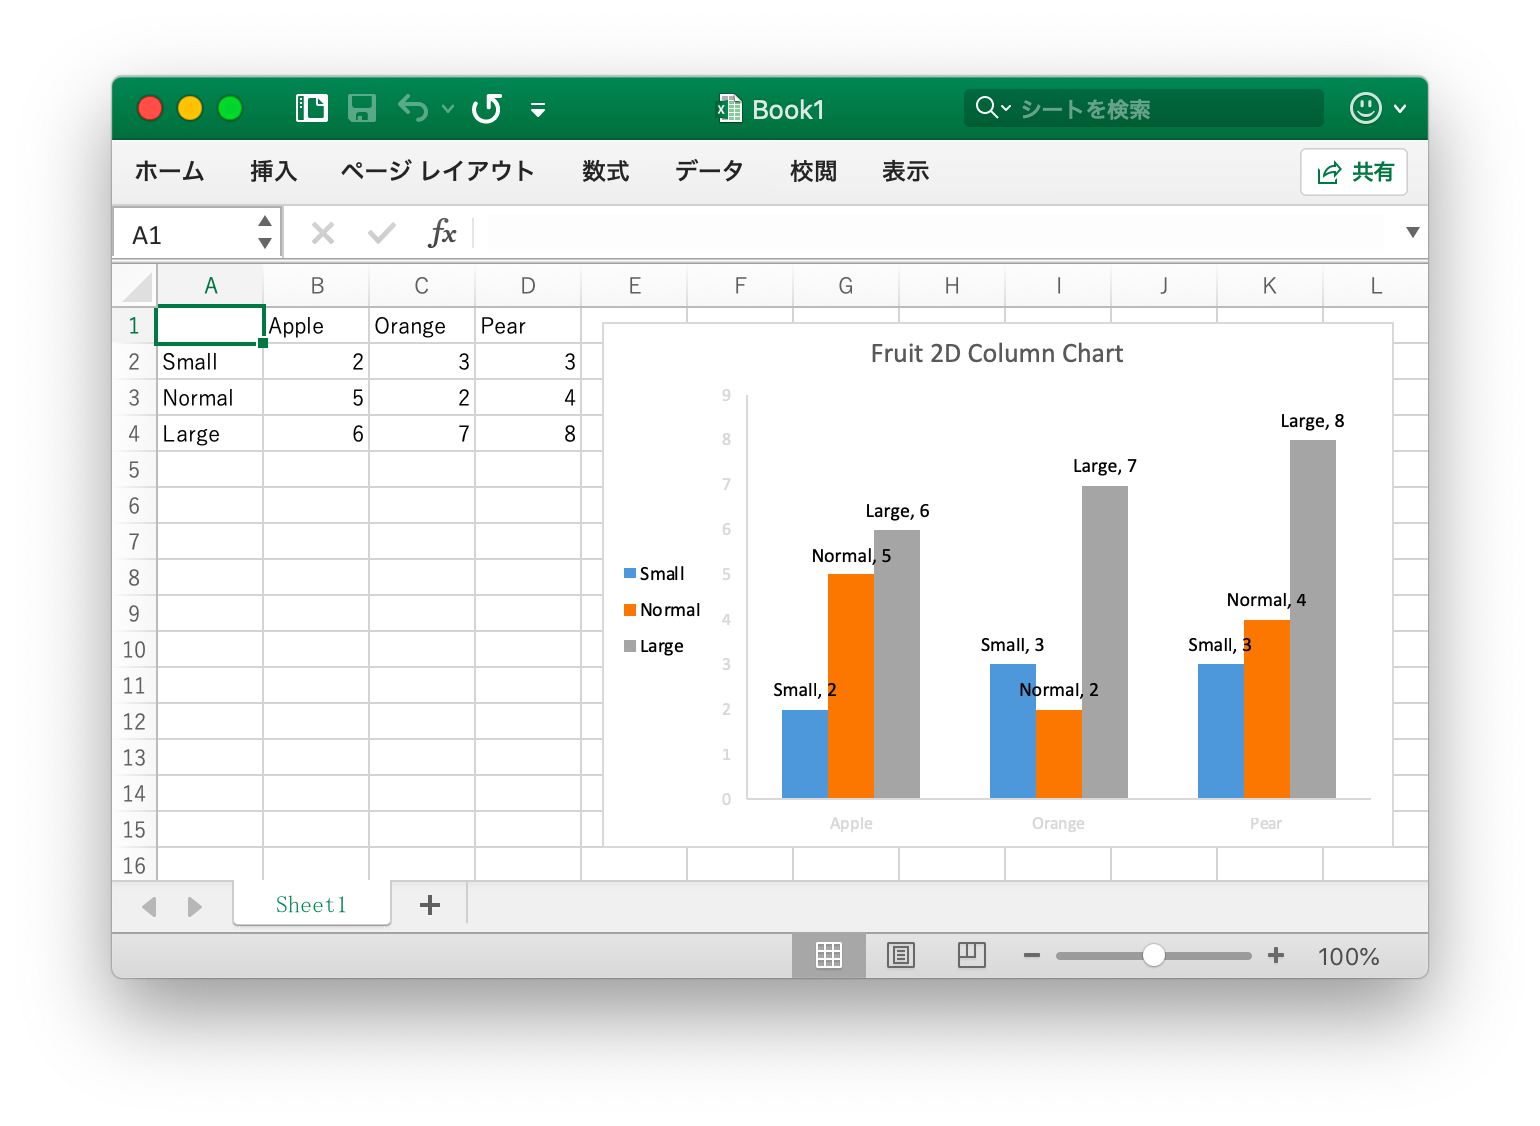 Book1
シートを検索
ホーム 挿入 ページ レイアウト 数式 データ 校閲 表示 共有
A1 fx
A B C D E F G H I J K L
1 Apple Orange Pear
2 Small 2 3 3
3 Normal 5 2 4
4 Large 6 7 8
5
6
7
8
9
10
11
12
13
14
15
16
Fruit 2D Column Chart
9
8
7
6
5
4
3
2
1
0
Small
Normal
Large
Small, 2
Normal, 5
Large, 6
Small, 3
Normal, 2
Large, 7
Small, 3
Normal, 4
Large, 8
Apple Orange Pear
Sheet1
100%